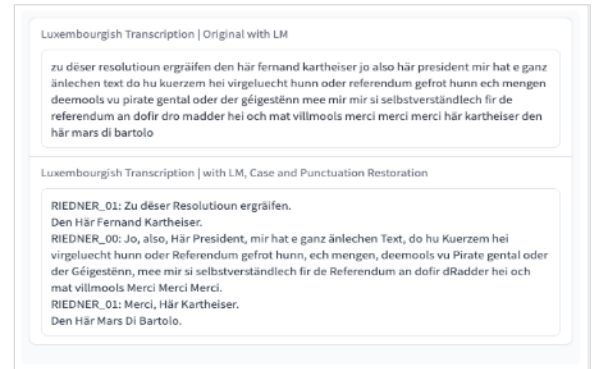 Luxembourgish Transcription | Original with LM
zu dëser resolutioun ergräifen den här fernand kartheiser jo also här president mir hat e ganz
änlechen text do hu kuerzem hei virgeluecht hunn oder referendum gefrot hunn ech mengen
deemools vu pirate gental oder der géigestënn mee mir mir si selbstverständlech fir de
referendum an dofir dro madder hei och mat villmools merci merci merci här kartheiser den
här mars di bartolo
Luxembourgish Transcription | with LM, Case and Punctuation Restoration
RIEDNER_01: Zu dëser Resolutioun ergräifen.
Den Här Fernand Kartheiser.
RIEDNER_00: Jo, also, Här President, mir hat e ganz änlechen Text, do hu Kuerzem hei
virgeluecht hunn oder Referendum gefrot hunn, ech mengen, deemools vu Pirate gental oder
der Géigestënn, mee mir si selbstverständlech fir de Referendum an dofir dRadder hei och
mat villmools Merci Merci Merci.
RIEDNER_01: Merci, Här Kartheiser.
Den Här Mars Di Bartolo.